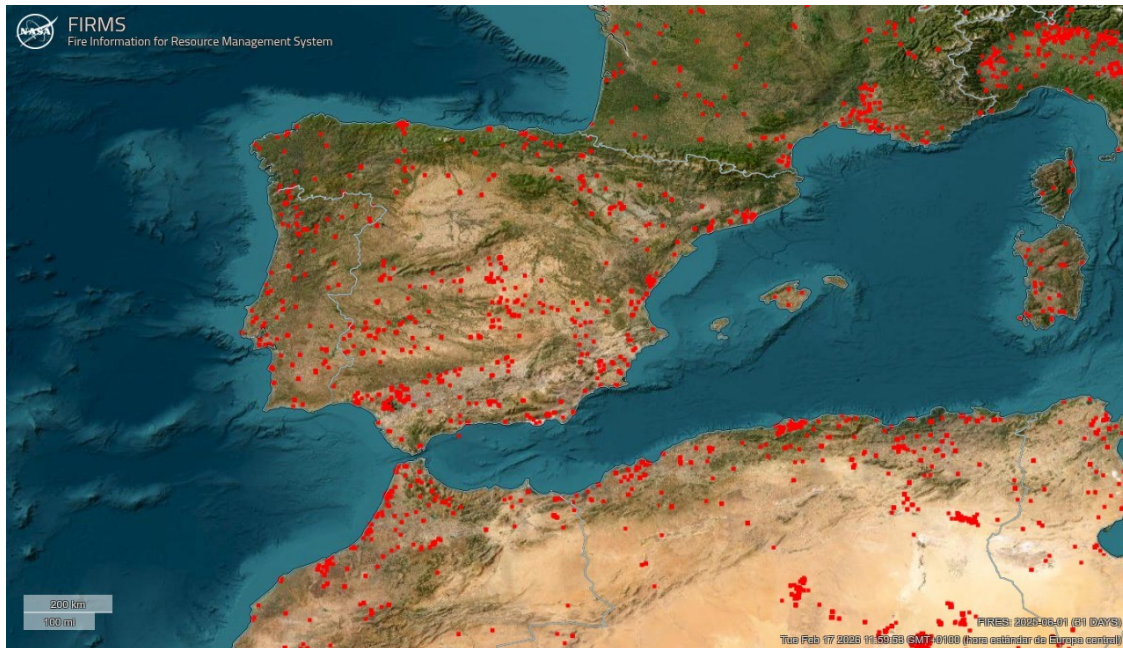 NASA
FIRMS
Fire Information for Resource Management System
200 km
100 mi
FIRES: 2025-06-01 (31 DAYS)
Tue Feb 17 2026 11:59:53 GMT+0100 (hora estándar de Europa central)